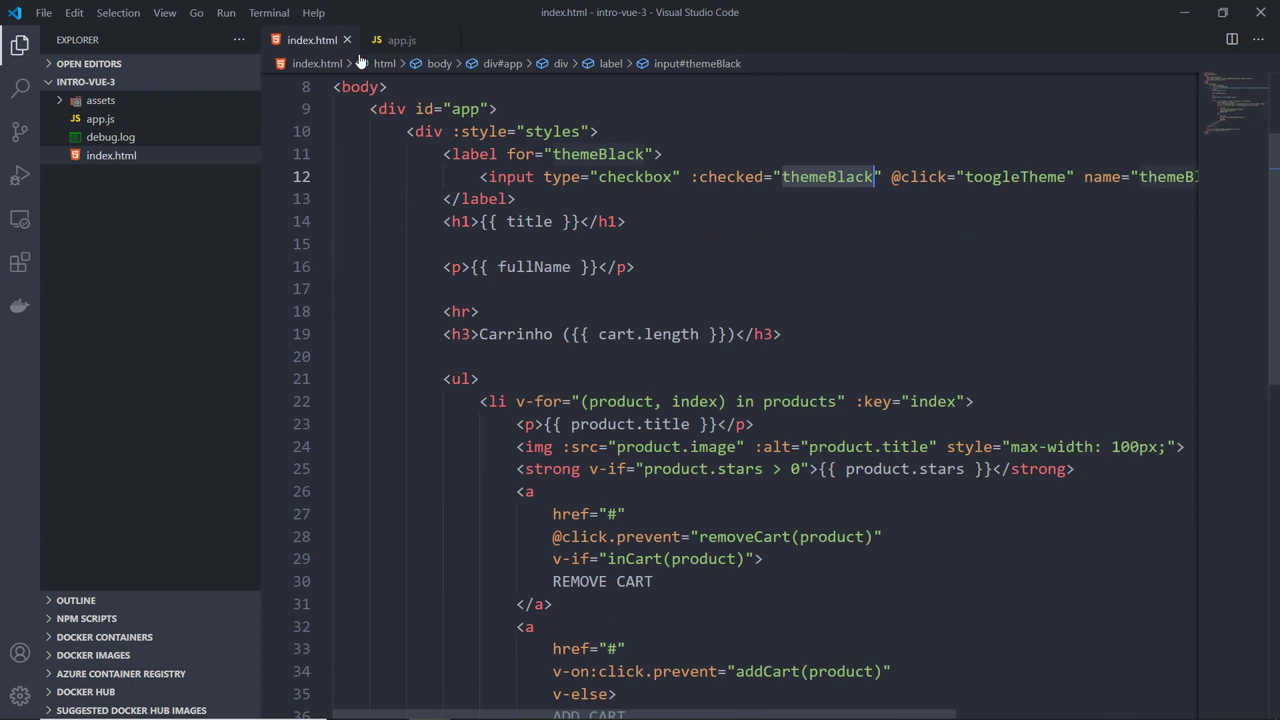 File Edit Selection View Go Run Terminal Help
index.html - intro-vue-3 - Visual Studio Code
EXPLORER
index.html
app.js
OPEN EDITORS
index.html > html > body > div#app > div > label > input#themeBlack
INTRO-VUE-3
assets
app.js
debug.log
index.html
OUTLINE
NPM SCRIPTS
DOCKER CONTAINERS
DOCKER IMAGES
AZURE CONTAINER REGISTRY
DOCKER HUB
SUGGESTED DOCKER HUB IMAGES
8 <body>
9 <div id="app">
10 <div :style="styles">
11 <label for="themeBlack">
12 <input type="checkbox" :checked="themeBlack" @click="toogleTheme" name="themeBl
13 </label>
14 <h1>{{ title }}</h1>
15
16 <p>{{ fullName }}</p>
17
18 <hr>
19 <h3>Carrinho ({{ cart.length }})</h3>
20
21 <ul>
22 <li v-for="(product, index) in products" :key="index">
23 <p>{{ product.title }}</p>
24 <img :src="product.image" :alt="product.title" style="max-width: 100px;">
25 <strong v-if="product.stars > 0">{{ product.stars }}</strong>
26 <a
27 href="#"
28 @click.prevent="removeCart(product)"
29 v-if="inCart(product)">
30 REMOVE CART
31 </a>
32 <a
33 href="#"
34 v-on:click.prevent="addCart(product)"
35 v-else>
36 ADD CART